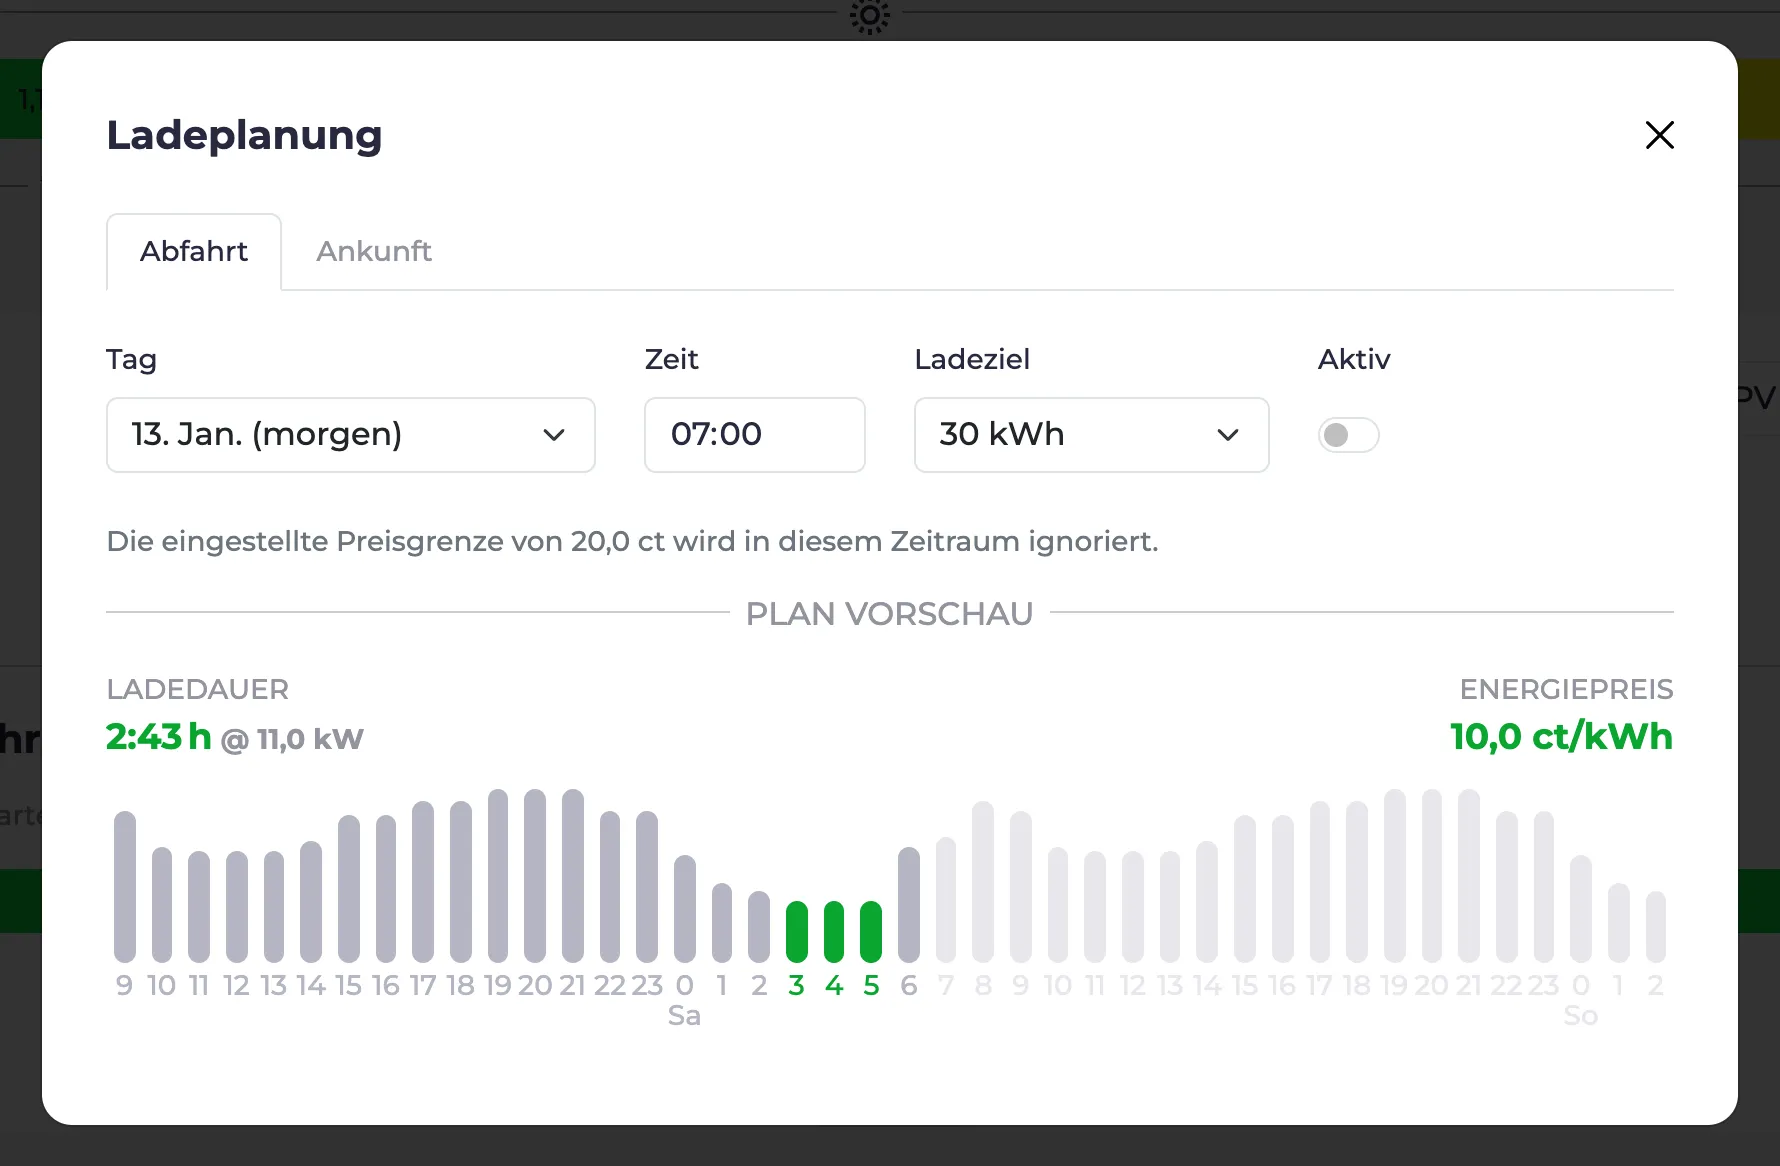 Ladeplanung
Abfahrt Ankunft
Tag Zeit Ladeziel Aktiv
13. Jan. (morgen) 07:00 30 kWh
PV
Die eingestellte Preisgrenze von 20,0 ct wird in diesem Zeitraum ignoriert.
PLAN VORSCHAU
LADEDAUER ENERGIEPREIS
2:43 h @ 11,0 kW 10,0 ct/kWh
9 10 11 12 13 14 15 16 17 18 19 20 21 22 23 0 1 2 3 4 5 6 7 8 9 10 11 12 13 14 15 16 17 18 19 20 21 22 23 0 1 2
Sa So